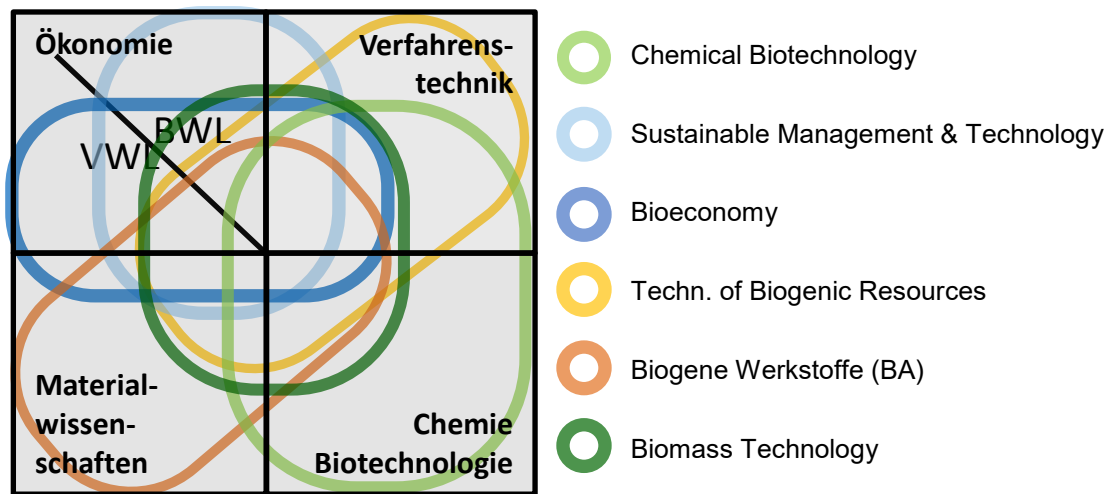 Ökonomie
Verfahrens-
technik
BWL
VWL
Material-
wissen-
schaften
Chemie
Biotechnologie
Chemical Biotechnology
Sustainable Management & Technology
Bioeconomy
Techn. of Biogenic Resources
Biogene Werkstoffe (BA)
Biomass Technology